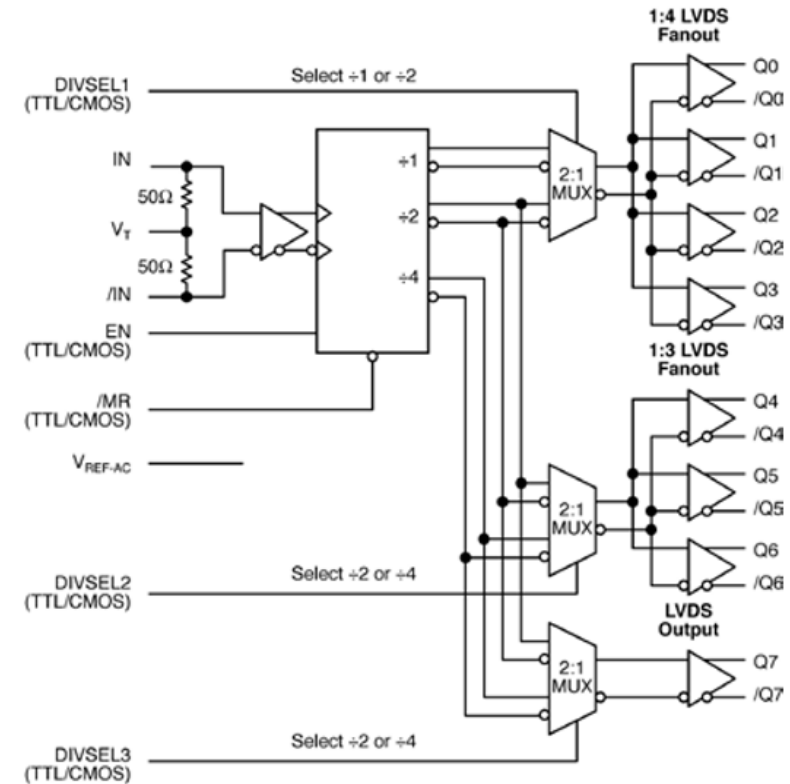 1:4 LVDS
Fanout
DIVSEL1
(TTL/CMOS)
Select ÷1 or ÷2
IN
50Ω
VT
50Ω
/IN
EN
(TTL/CMOS)
/MR
(TTL/CMOS)
VREF-AC
÷1
÷2
÷4
2:1
MUX
Q0
/Q0
Q1
/Q1
Q2
/Q2
Q3
/Q3
1:3 LVDS
Fanout
2:1
MUX
Q4
/Q4
Q5
/Q5
Q6
/Q6
DIVSEL2
(TTL/CMOS)
Select ÷2 or ÷4
LVDS
Output
2:1
MUX
Q7
/Q7
DIVSEL3
(TTL/CMOS)
Select ÷2 or ÷4